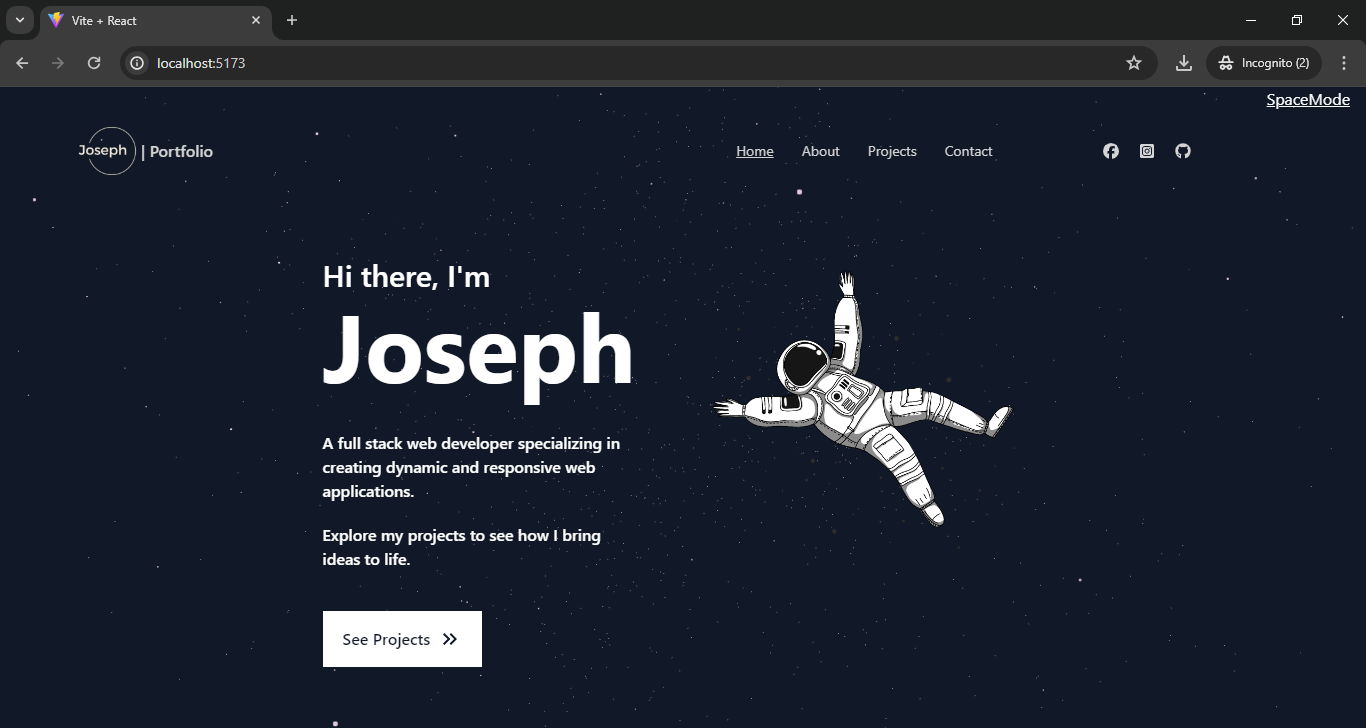 Vite + React
localhost:5173
Incognito (2)
SpaceMode
Joseph | Portfolio
Home About Projects Contact
Hi there, I'm
Joseph
A full stack web developer specializing in
creating dynamic and responsive web
applications.
Explore my projects to see how I bring
ideas to life.
See Projects